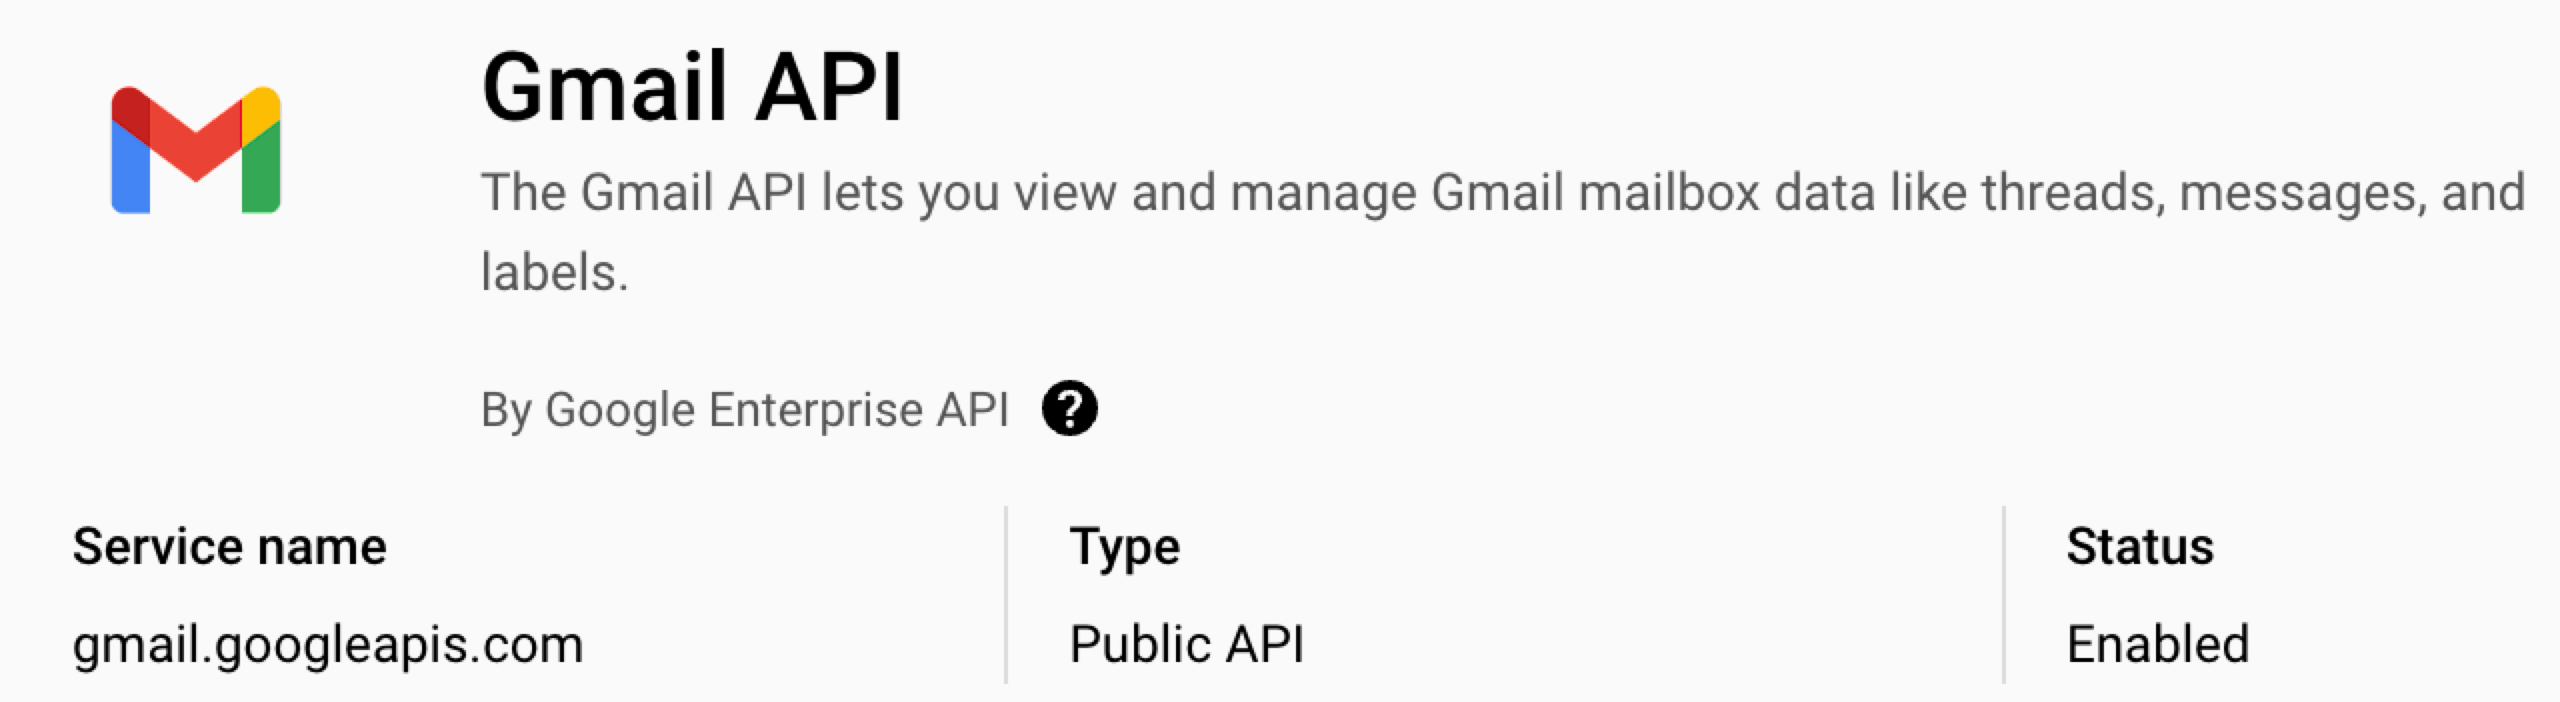 Gmail API
The Gmail API lets you view and manage Gmail mailbox data like threads, messages, and
labels.
By Google Enterprise API ?
Service name
gmail.googleapis.com
Type
Public API
Status
Enabled